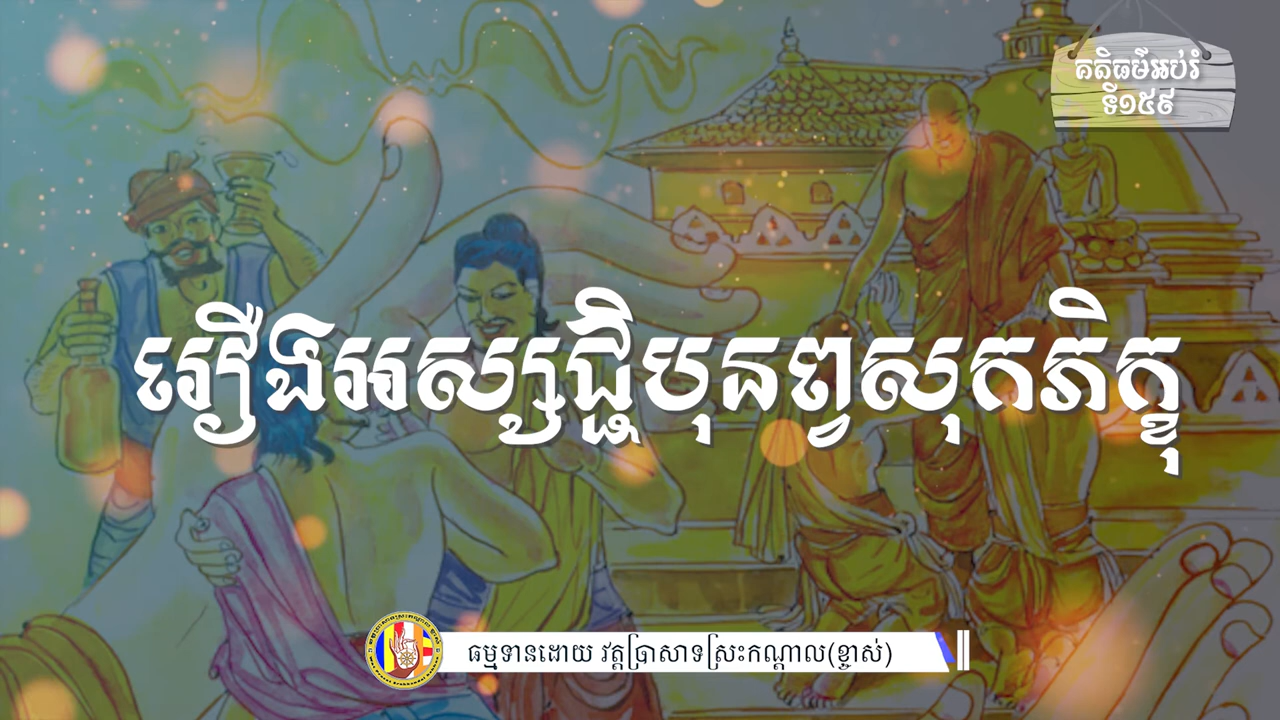 គតិធម៌អប់រំ
ទី១៥៩
រឿងអស្សជ្ជិបុនព្វសុកភិក្ខុ
ធម្មទានដោយ វត្តប្រាសាទស្រះកណ្តាល(ខ្ចាស់)